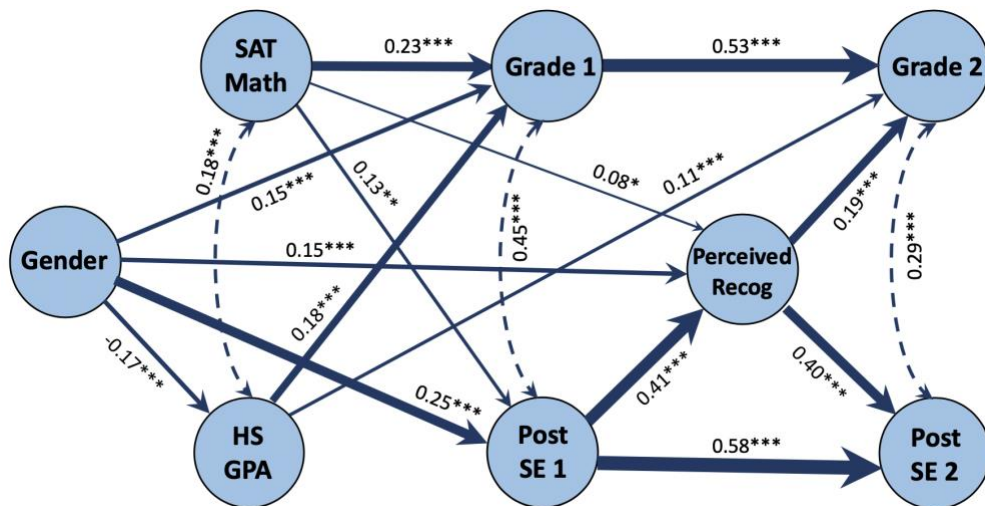 SAT
Math
0.23***
Grade 1
0.53***
Grade 2
0.18***
0.15***
0.13**
0.45***
0.08*
0.11***
0.19***
0.29***
Gender
0.15***
Perceived
Recog
-0.17***
0.18***
0.25***
0.41***
0.40***
HS
GPA
Post
SE 1
0.58***
Post
SE 2